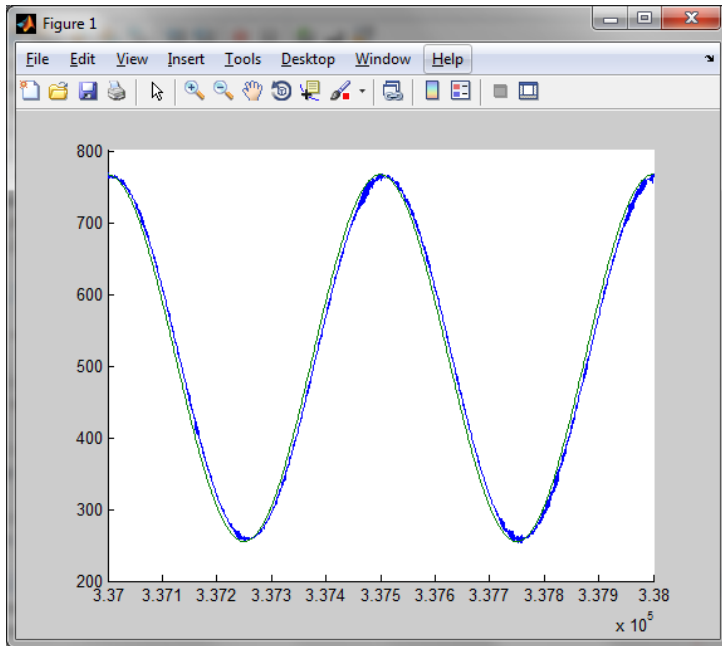 Figure 1
File Edit View Insert Tools Desktop Window Help
800
700
600
500
400
300
200
3.37 3.371 3.372 3.373 3.374 3.375 3.376 3.377 3.378 3.379 3.38
x 10⁵